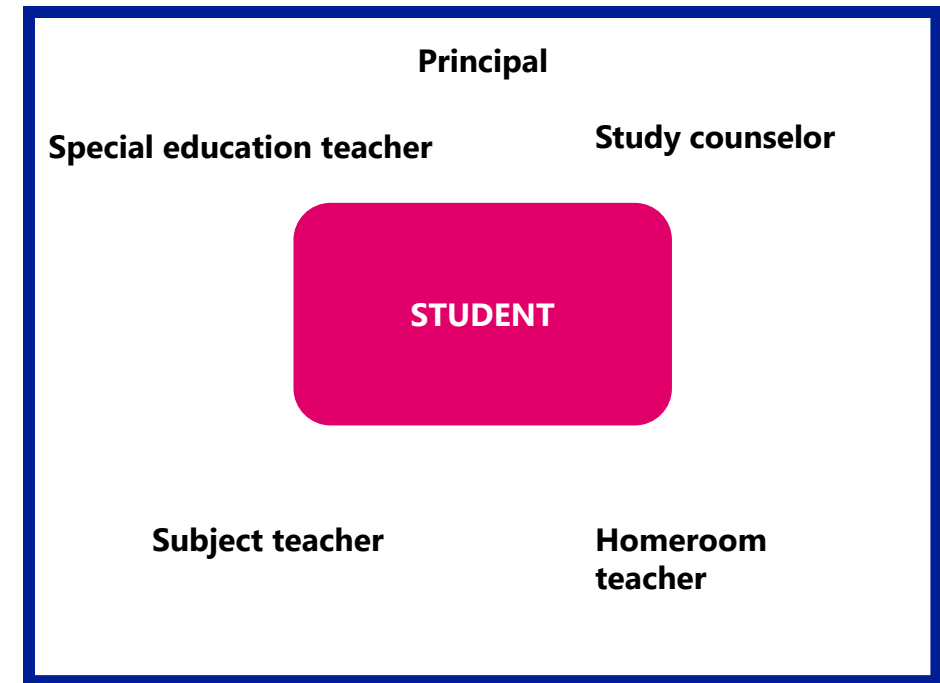 Principal
Special education teacher
Study counselor
STUDENT
Subject teacher
Homeroom
teacher